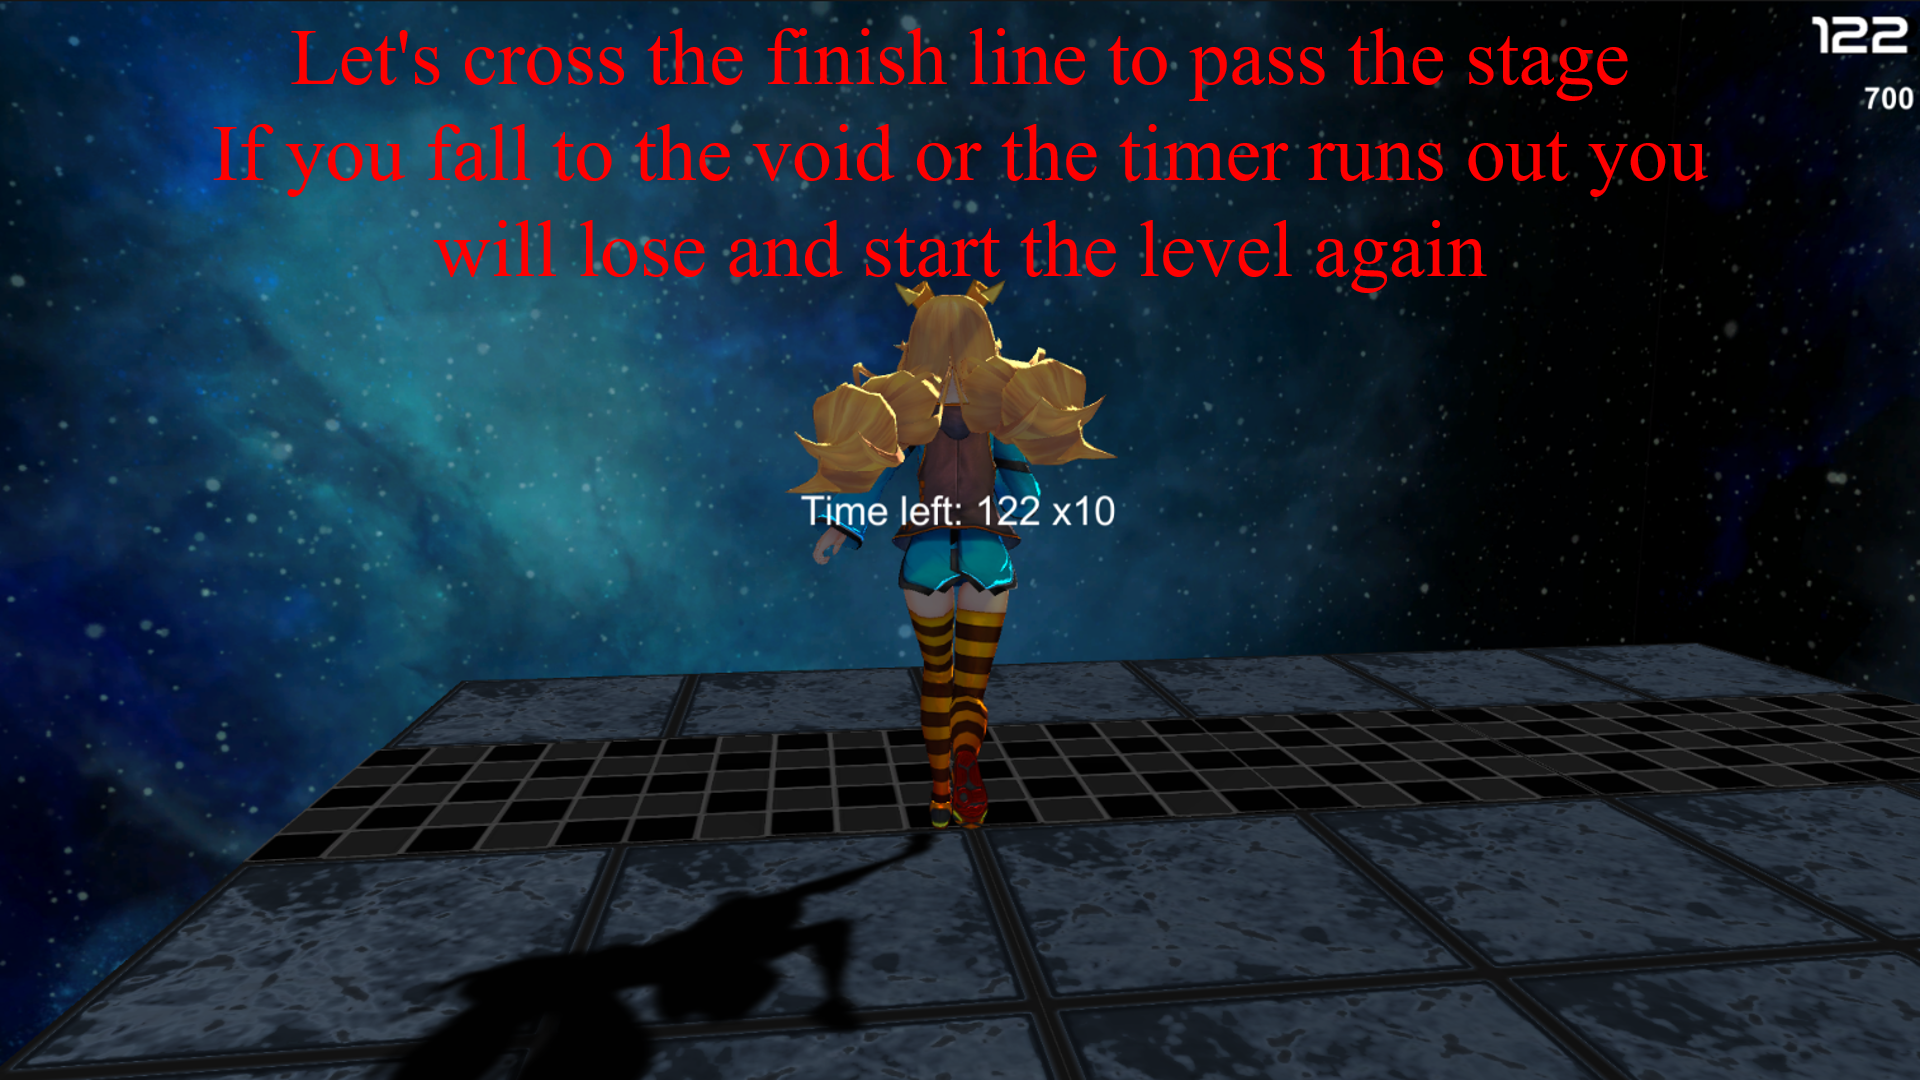 122
700
Let's cross the finish line to pass the stage
If you fall to the void or the timer runs out you
will lose and start the level again
Time left: 122 x10